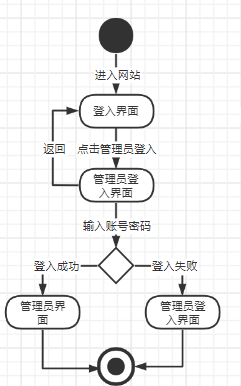 进入网站
登入界面
返回
点击管理员登入
管理员登
入界面
输入账号密码
登入成功
登入失败
管理员界
面
管理员登
入界面